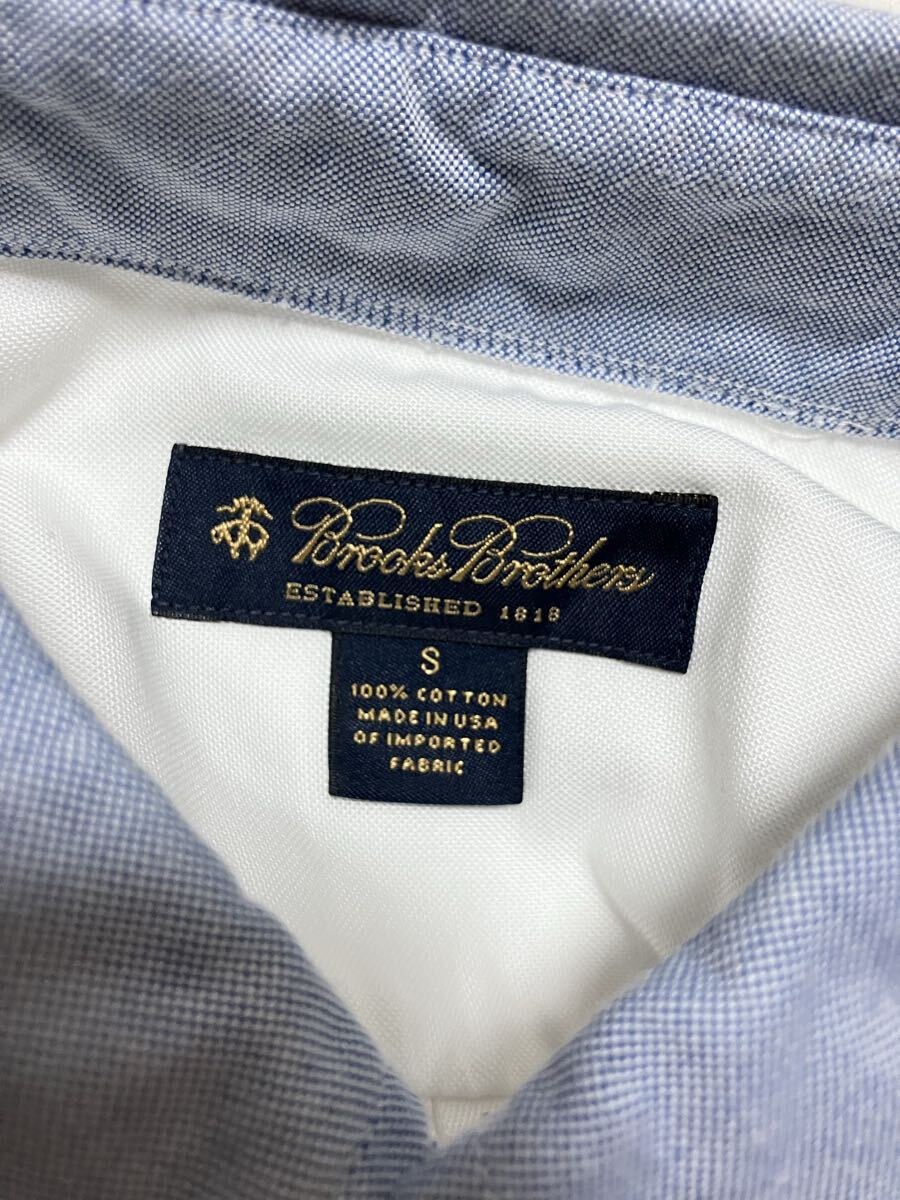 Brooks Brothers
ESTABLISHED 1818
S
100% COTTON
MADE IN USA
OF IMPORTED
FABRIC